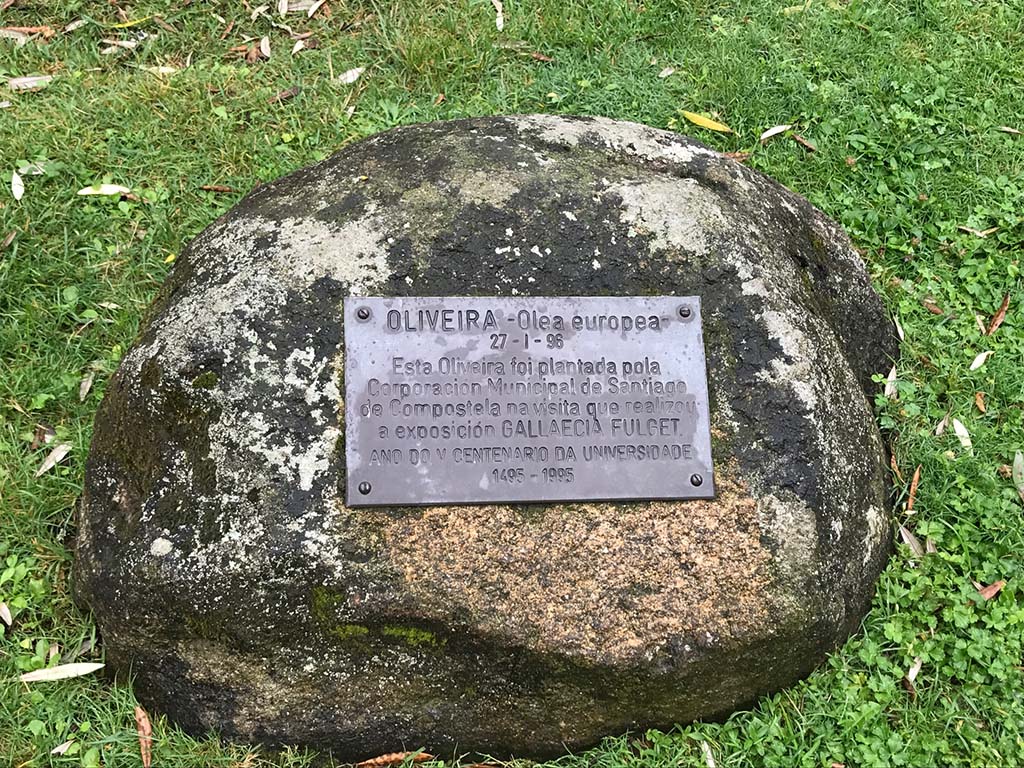 OLIVEIRA -Olea europea-
27-I-96
Esta Oliveira foi plantada pola
Corporación Municipal de Santiago
de Compostela na visita que realizou
a exposición GALLAECIA FULGET.
ANO DO V CENTENARIO DA UNIVERSIDADE
1495-1995